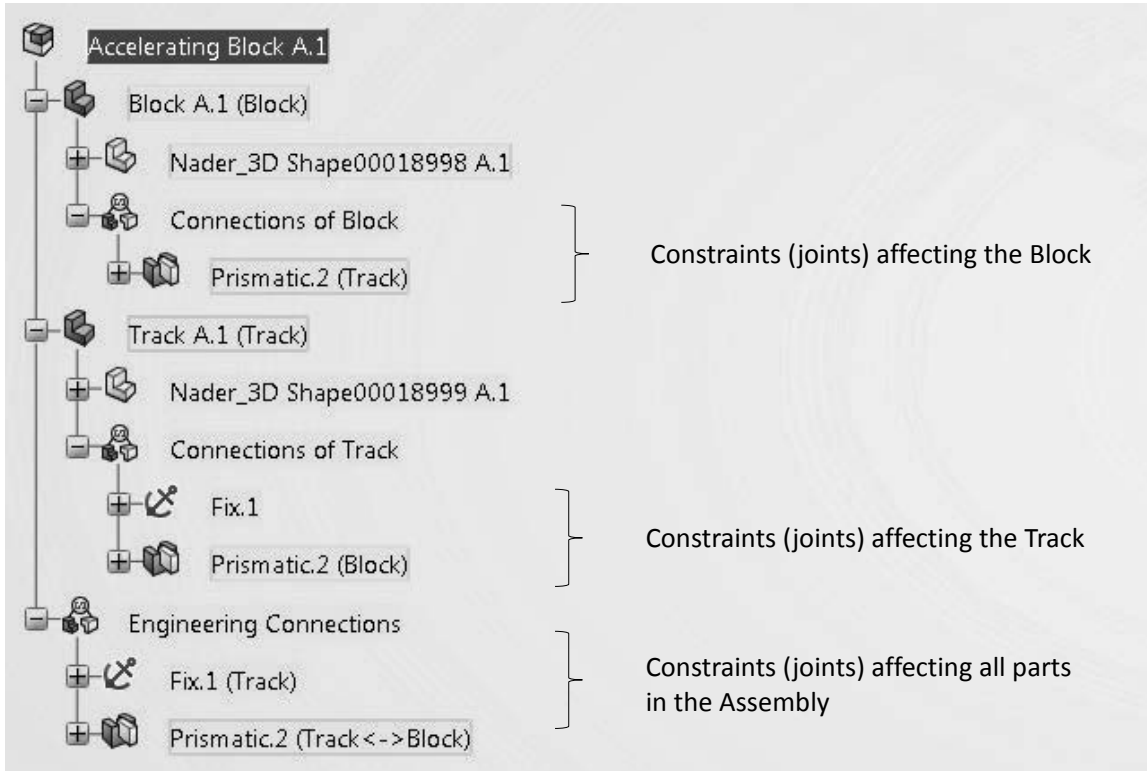 Accelerating Block A.1
Block A.1 (Block)
Nader_3D Shape00018998 A.1
Connections of Block
Prismatic.2 (Track)
Constraints (joints) affecting the Block
Track A.1 (Track)
Nader_3D Shape00018999 A.1
Connections of Track
Fix.1
Prismatic.2 (Block)
Constraints (joints) affecting the Track
Engineering Connections
Fix.1 (Track)
Prismatic.2 (Track<->Block)
Constraints (joints) affecting all parts
in the Assembly